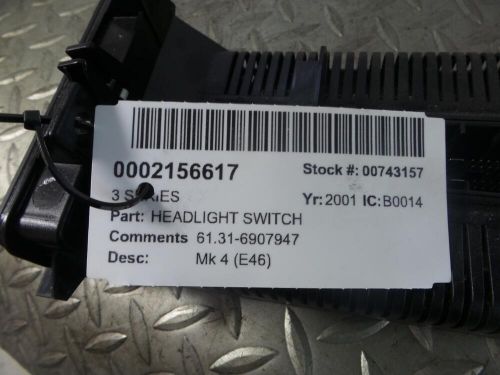 0002156617 Stock #: 00743157
3 SERIES Yr: 2001 IC: B0014
Part: HEADLIGHT SWITCH
Comments 61.31-6907947
Desc: Mk 4 (E46)